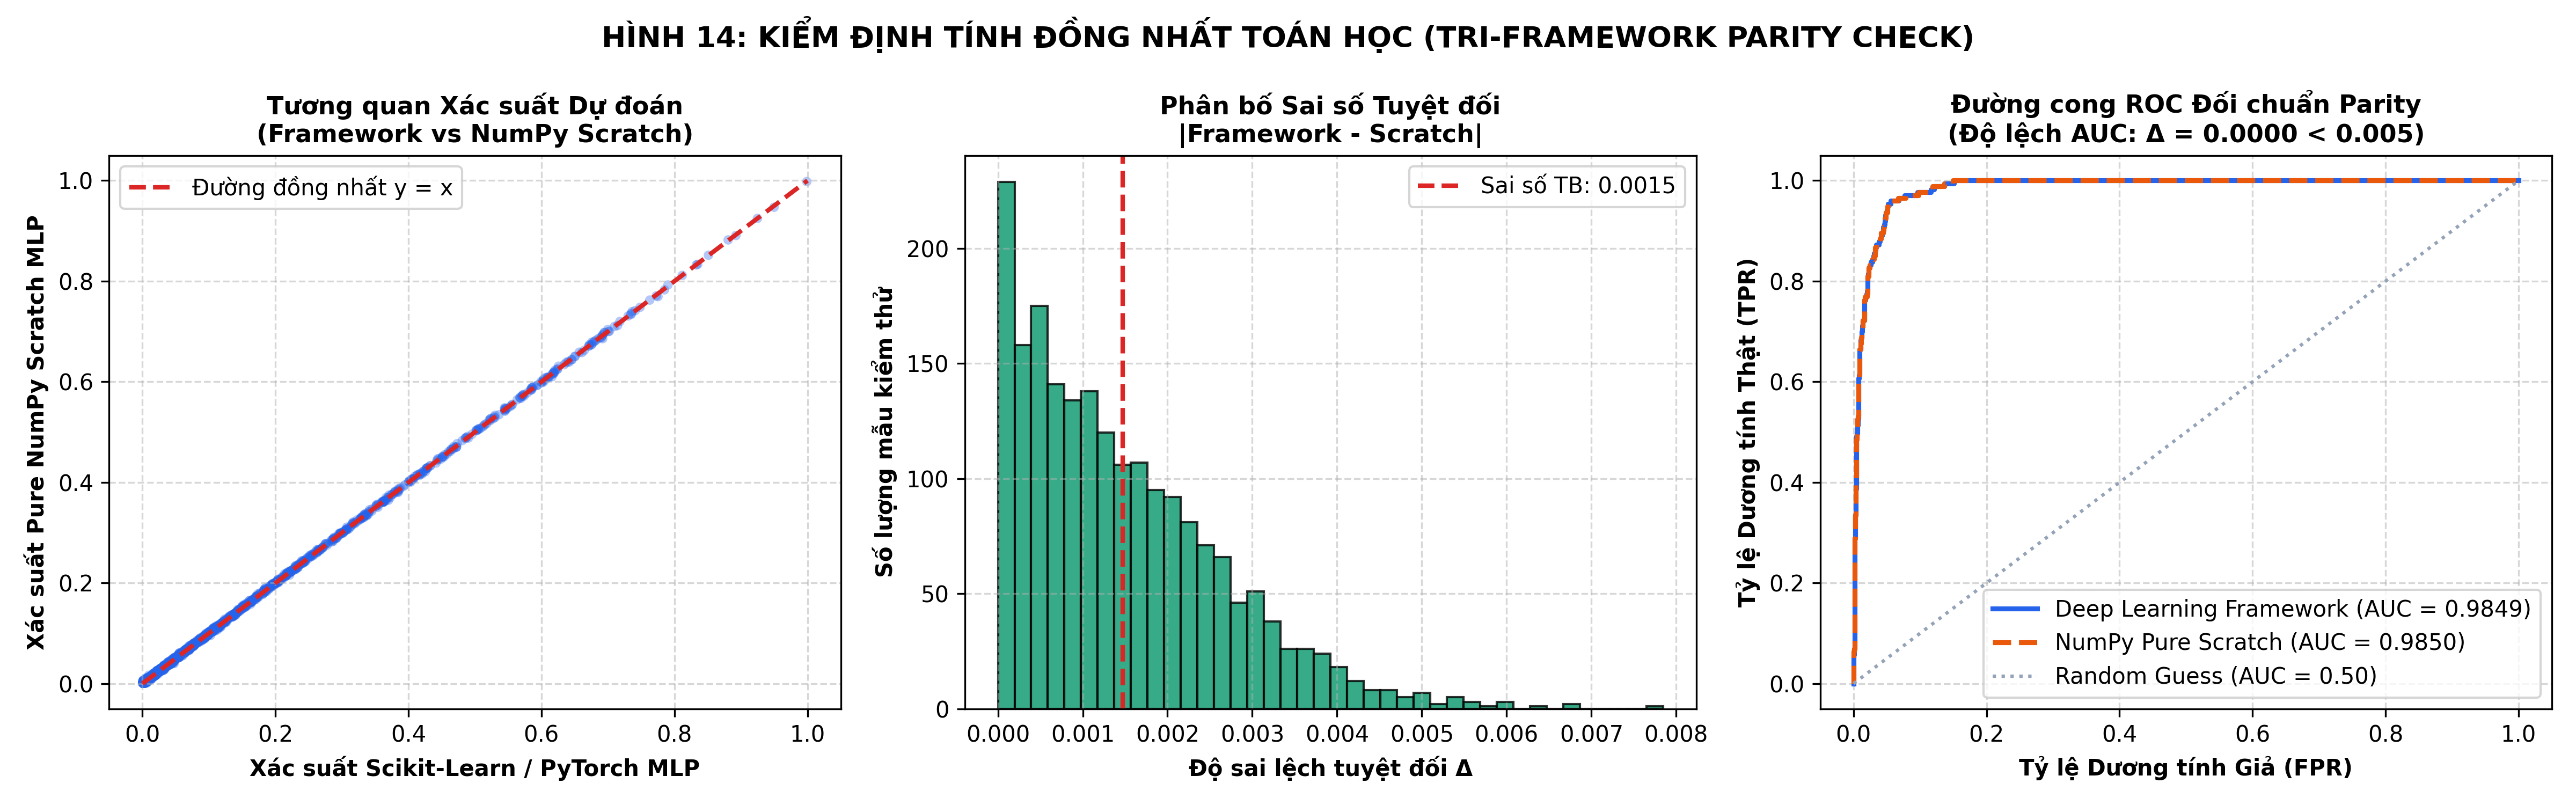 HÌNH 14: KIỂM ĐỊNH TÍNH ĐỒNG NHẤT TOÁN HỌC (TRI-FRAMEWORK PARITY CHECK)
Tương quan Xác suất Dự đoán
(Framework vs NumPy Scratch)
Đường đồng nhất y = x
Xác suất Pure NumPy Scratch MLP
1.0
0.8
0.6
0.4
0.2
0.0
0.0 0.2 0.4 0.6 0.8 1.0
Xác suất Scikit-Learn / PyTorch MLP
Phân bố Sai số Tuyệt đối
|Framework - Scratch|
Sai số TB: 0.0015
Số lượng mẫu kiểm thử
200
150
100
50
0
0.000 0.001 0.002 0.003 0.004 0.005 0.006 0.007 0.008
Độ sai lệch tuyệt đối Δ
Đường cong ROC Đối chuẩn Parity
(Độ lệch AUC: Δ = 0.0000 < 0.005)
Tỷ lệ Dương tính Thật (TPR)
1.0
0.8
0.6
0.4
0.2
0.0
Deep Learning Framework (AUC = 0.9849)
NumPy Pure Scratch (AUC = 0.9850)
Random Guess (AUC = 0.50)
0.0 0.2 0.4 0.6 0.8 1.0
Tỷ lệ Dương tính Giả (FPR)